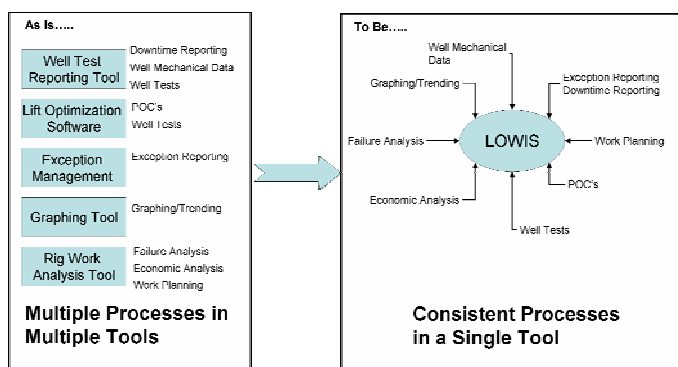 As Is.....
Well Test
Reporting Tool
Downtime Reporting
Well Mechanical Data
Well Tests
Lift Optimization
Software
POC's
Well Tests
Exception
Management
Exception Reporting
Graphing Tool
Graphing/Trending
Rig Work
Analysis Tool
Failure Analysis
Economic Analysis
Work Planning
Multiple Processes in
Multiple Tools
To Be.....
Well Mechanical
Data
Graphing/Trending
Exception Reporting
Downtime Reporting
Failure Analysis
LOWIS
Work Planning
POC's
Economic Analysis
Well Tests
Consistent Processes
in a Single Tool